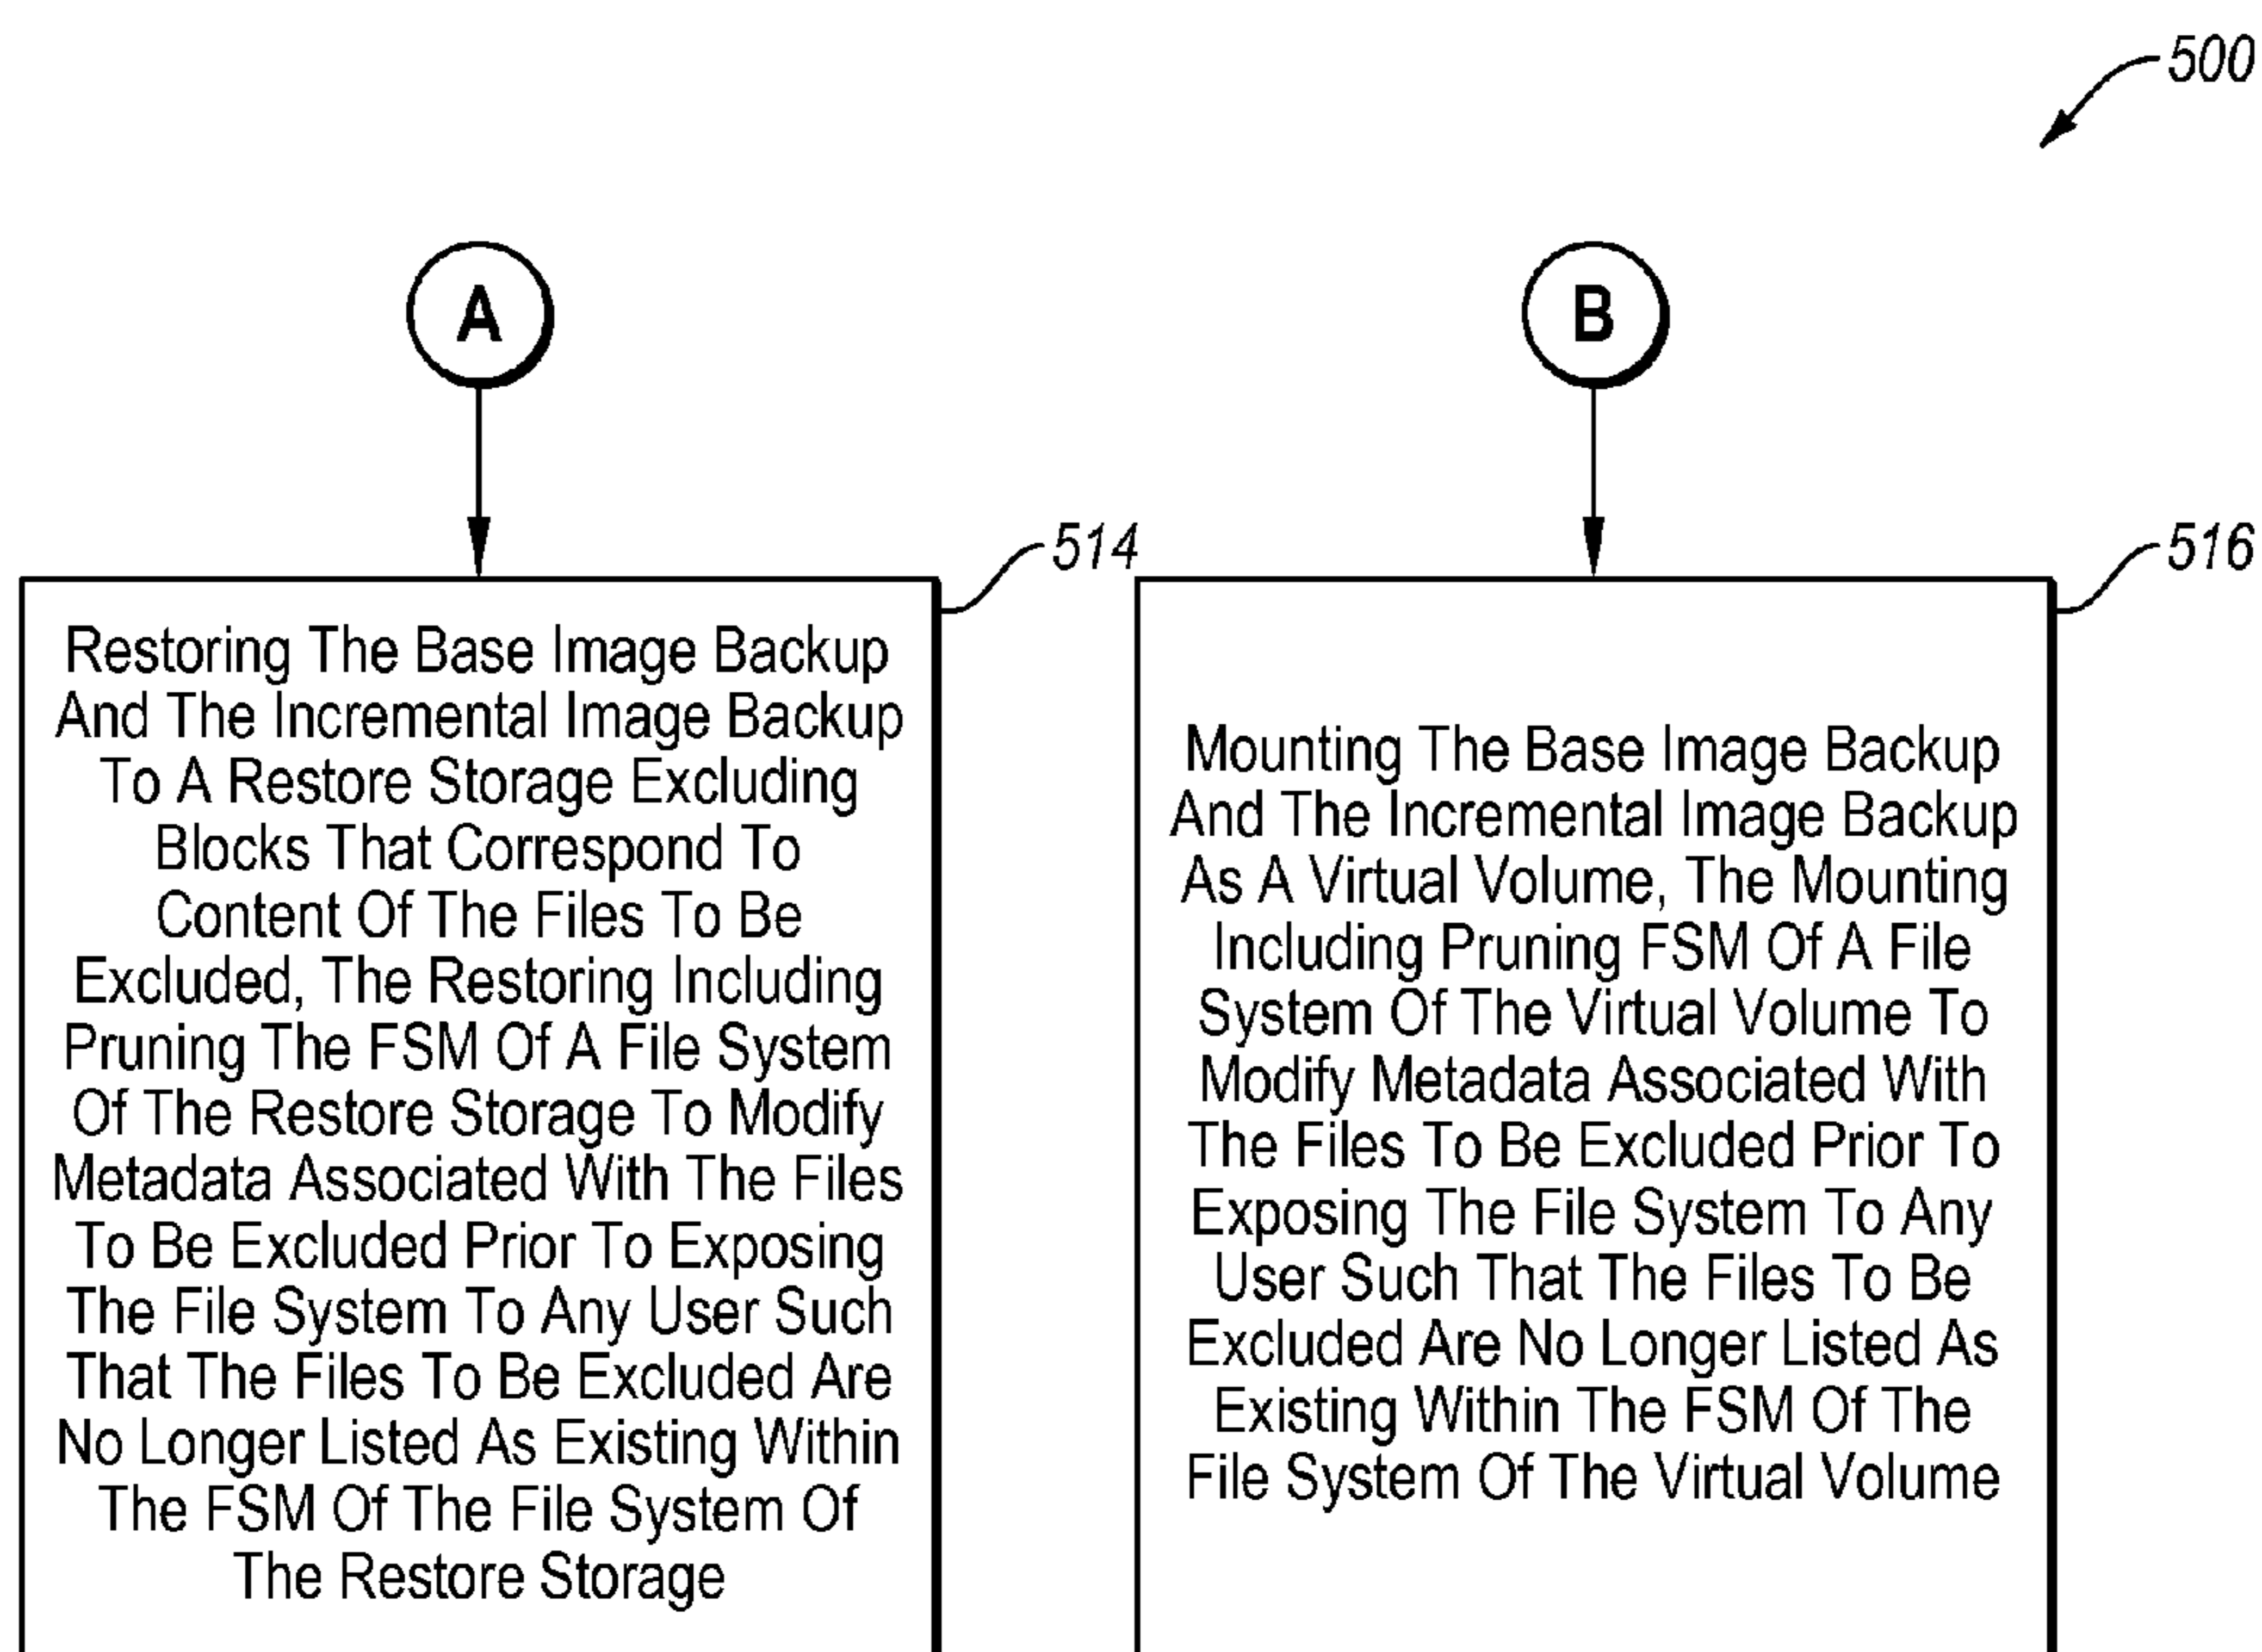 500
A
B
514
Restoring The Base Image Backup
And The Incremental Image Backup
To A Restore Storage Excluding
Blocks That Correspond To
Content Of The Files To Be
Excluded, The Restoring Including
Pruning The FSM Of A File System
Of The Restore Storage To Modify
Metadata Associated With The Files
To Be Excluded Prior To Exposing
The File System To Any User Such
That The Files To Be Excluded Are
No Longer Listed As Existing Within
The FSM Of The File System Of
The Restore Storage
516
Mounting The Base Image Backup
And The Incremental Image Backup
As A Virtual Volume, The Mounting
Including Pruning FSM Of A File
System Of The Virtual Volume To
Modify Metadata Associated With
The Files To Be Excluded Prior To
Exposing The File System To Any
User Such That The Files To Be
Excluded Are No Longer Listed As
Existing Within The FSM Of The
File System Of The Virtual Volume